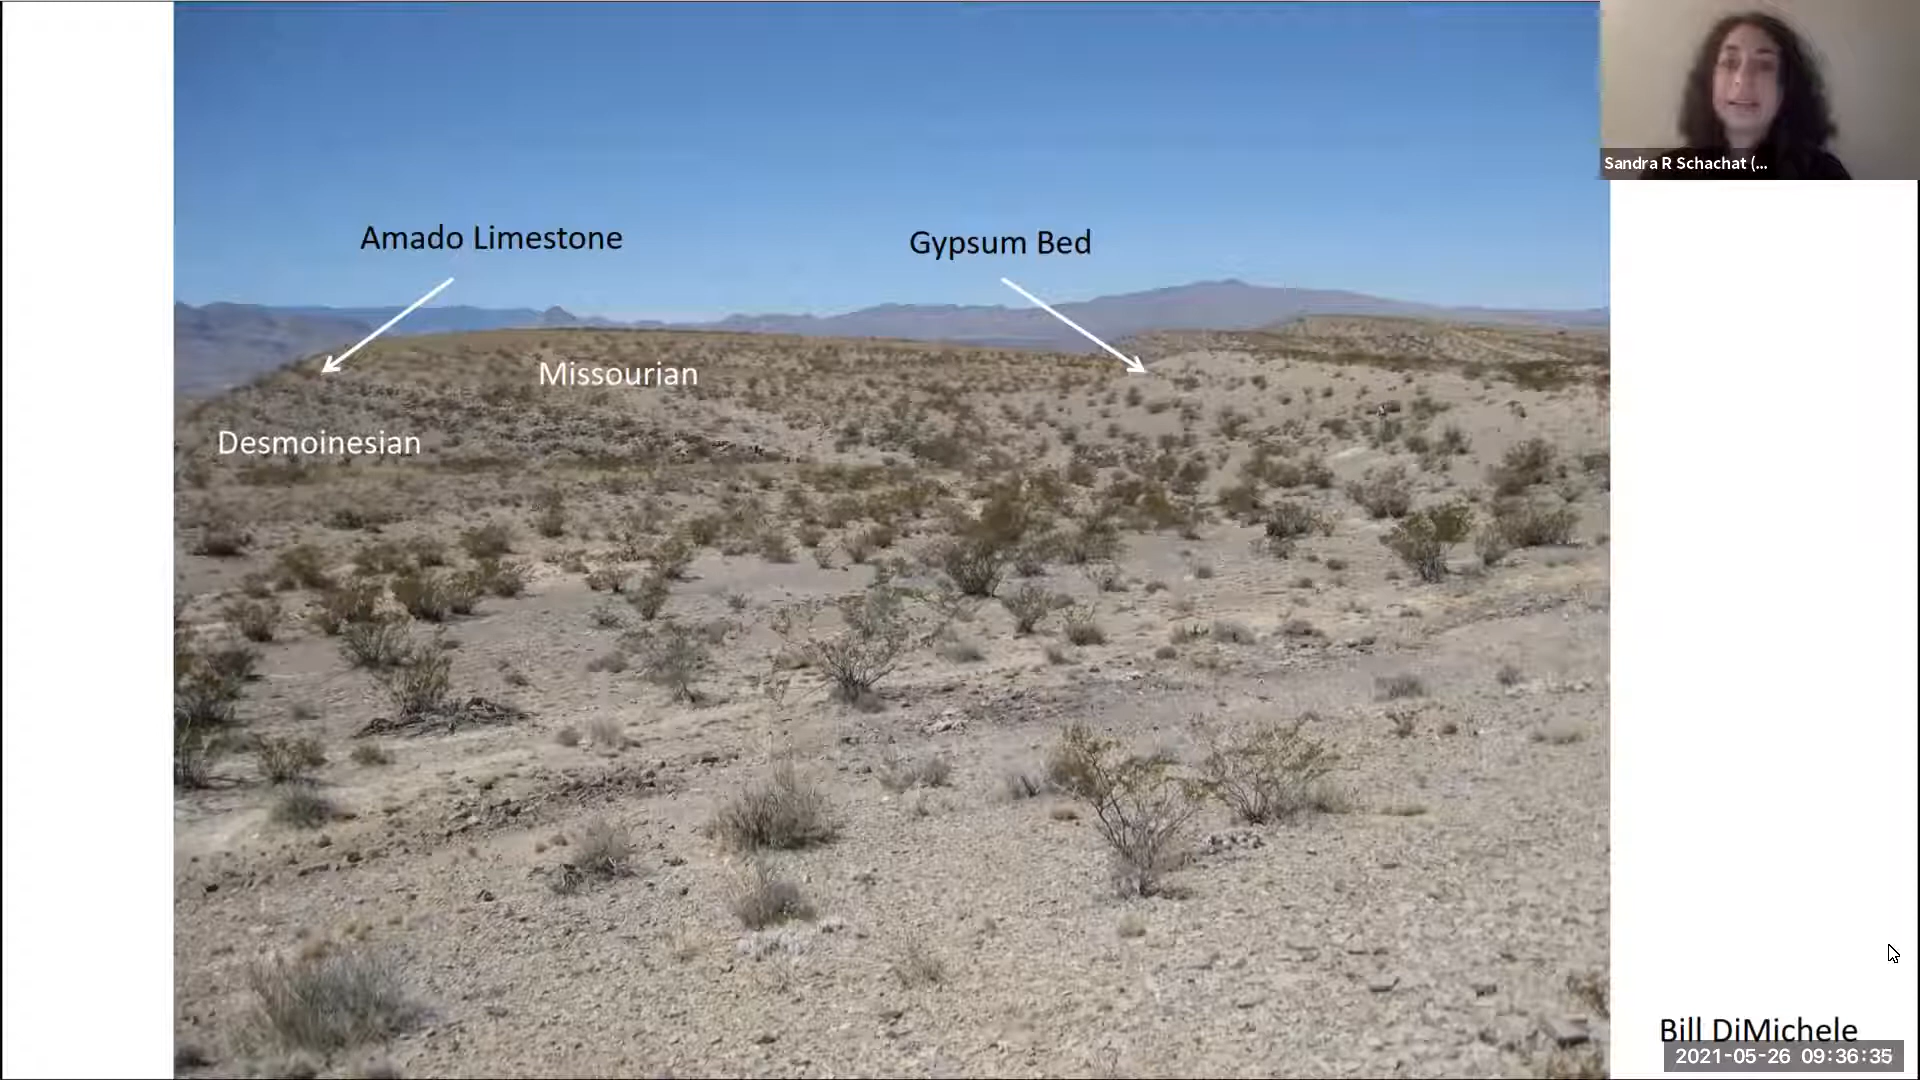 Sandra R Schachat (...
Amado Limestone
Gypsum Bed
Missourian
Desmoinesian
Bill DiMichele
2021-05-26 09:36:35